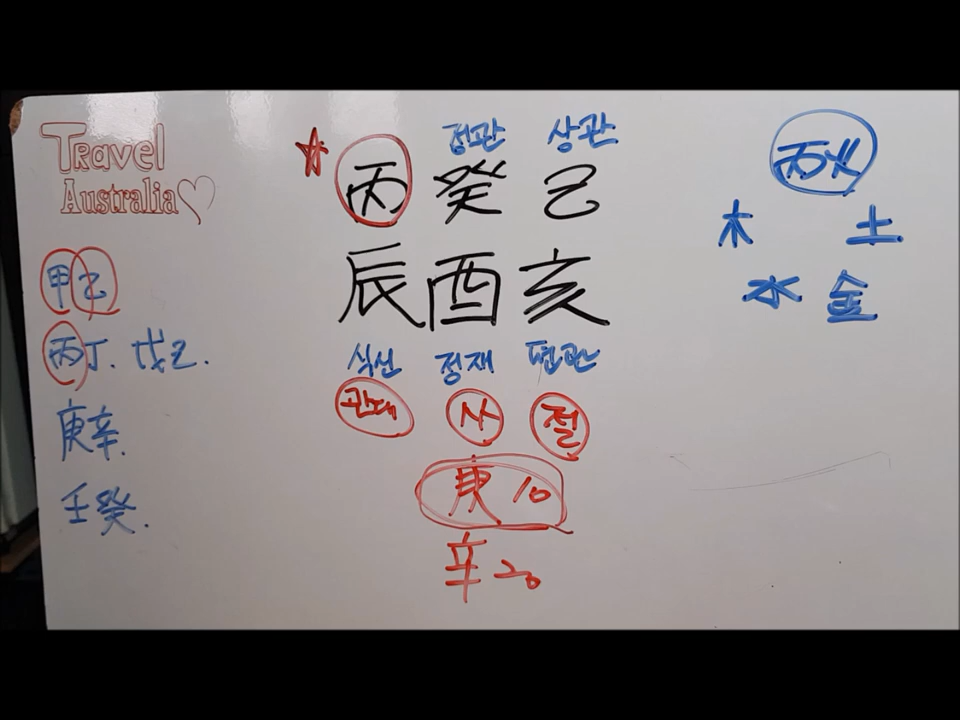 Travel
Australia
甲乙
丙丁. 戊己.
庚辛.
壬癸.
정관 상관
丙 癸 己
辰 酉 亥
식신 정재 편관
관대 사 절
庚 10
辛 20
丙火
木 土
水 金